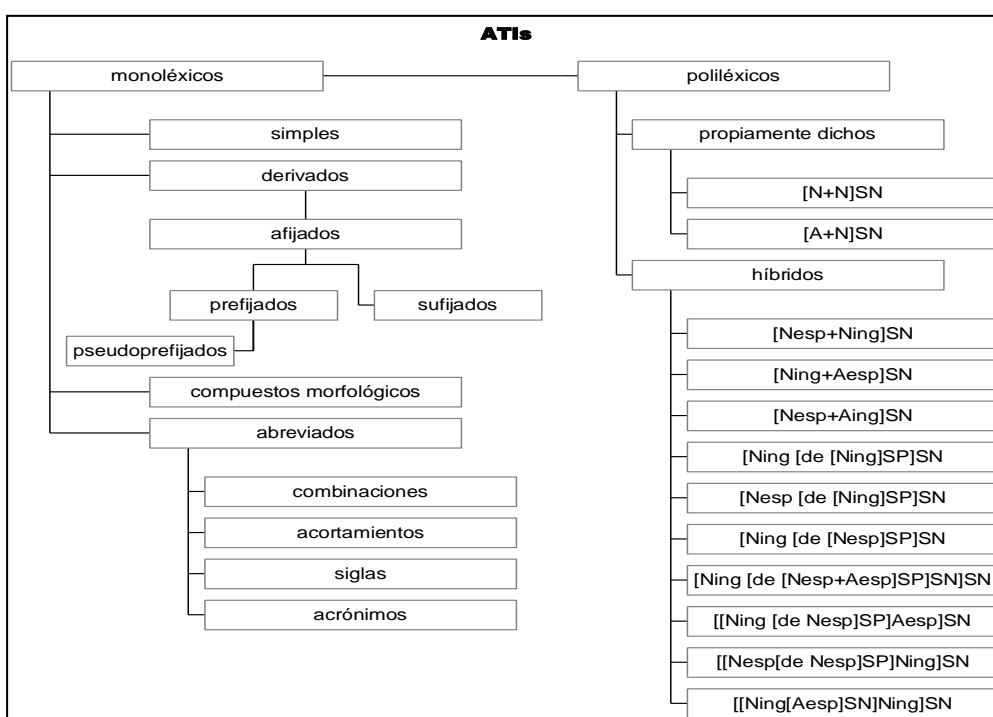 ATIs
monoléxicos
poliléxicos
simples
derivados
afijados
prefijados
sufijados
pseudoprefijados
compuestos morfológicos
abreviados
combinaciones
acortamientos
siglas
acrónimos
propiamente dichos
[N+N]SN
[A+N]SN
híbridos
[Nesp+Ning]SN
[Ning+Aesp]SN
[Nesp+Aing]SN
[Ning [de [Ning]SP]SN
[Nesp [de [Ning]SP]SN
[Ning [de [Nesp]SP]SN
[Ning [de [Nesp+Aesp]SP]SN]SN
[[Ning [de Nesp]SP]Aesp]SN
[[Nesp[de Nesp]SP]Ning]SN
[[Ning[Aesp]SN]Ning]SN